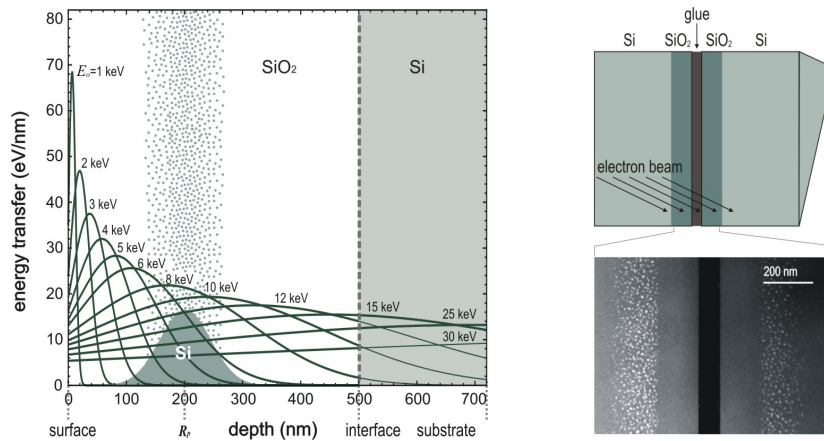 energy transfer (eV/nm)
80
70
60
50
40
30
20
10
0
E₀=1 keV
2 keV
3 keV
4 keV
5 keV
6 keV
8 keV
10 keV
12 keV
15 keV
25 keV
30 keV
SiO₂
Si
Si
0 100 200 300 400 500 600 700
surface Rₚ depth (nm) interface substrate
glue
Si SiO₂ SiO₂ Si
electron beam
200 nm